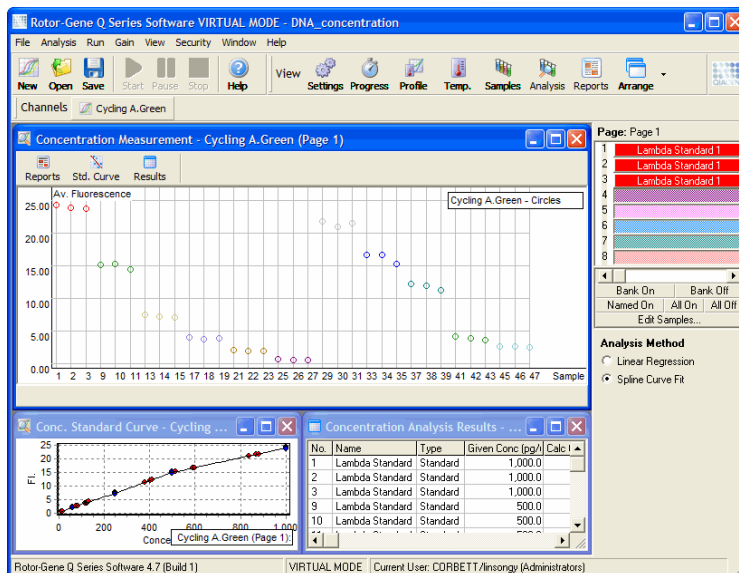 Rotor-Gene Q Series Software VIRTUAL MODE - DNA_concentration
File Analysis Run Gain View Security Window Help
New Open Save Start Pause Stop Help View Settings Progress Profile Temp. Samples Analysis Reports Arrange
Channels Cycling A.Green
Concentration Measurement - Cycling A.Green (Page 1)
Reports Std. Curve Results
Av. Fluorescence
Cycling A.Green - Circles
25.00
20.00
15.00
10.00
5.00
0.00
1 2 3 9 10 11 13 14 15 17 18 19 21 22 23 25 26 27 29 30 31 33 34 35 37 38 39 41 42 43 45 46 47 Sample
Page: Page 1
1 Lambda Standard 1
2 Lambda Standard 1
3 Lambda Standard 1
4
5
6
7
8
Bank On Bank Off
Named On All On All Off
Edit Samples...
Analysis Method
Linear Regression
Spline Curve Fit
Conc. Standard Curve - Cycling ...
25
20
15
10
5
0
Fl.
0 200 400 600 800 1,000
Conce
Cycling A.Green (Page 1):
Concentration Analysis Results - ...
No. Name Type Given Conc (pg/ Calc
1 Lambda Standard Standard 1,000.0
2 Lambda Standard Standard 1,000.0
3 Lambda Standard Standard 1,000.0
9 Lambda Standard Standard 500.0
10 Lambda Standard Standard 500.0
Rotor-Gene Q Series Software 4.7 (Build 1) VIRTUAL MODE Current User: CORBETT/linsongy (Administrators)